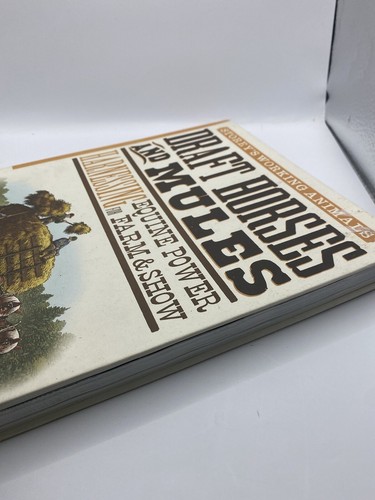 STOREY'S WORKING ANIMALS
DRAFT HORSES
AND MULES
HARNESSING EQUINE POWER
FOR FARM & SHOW